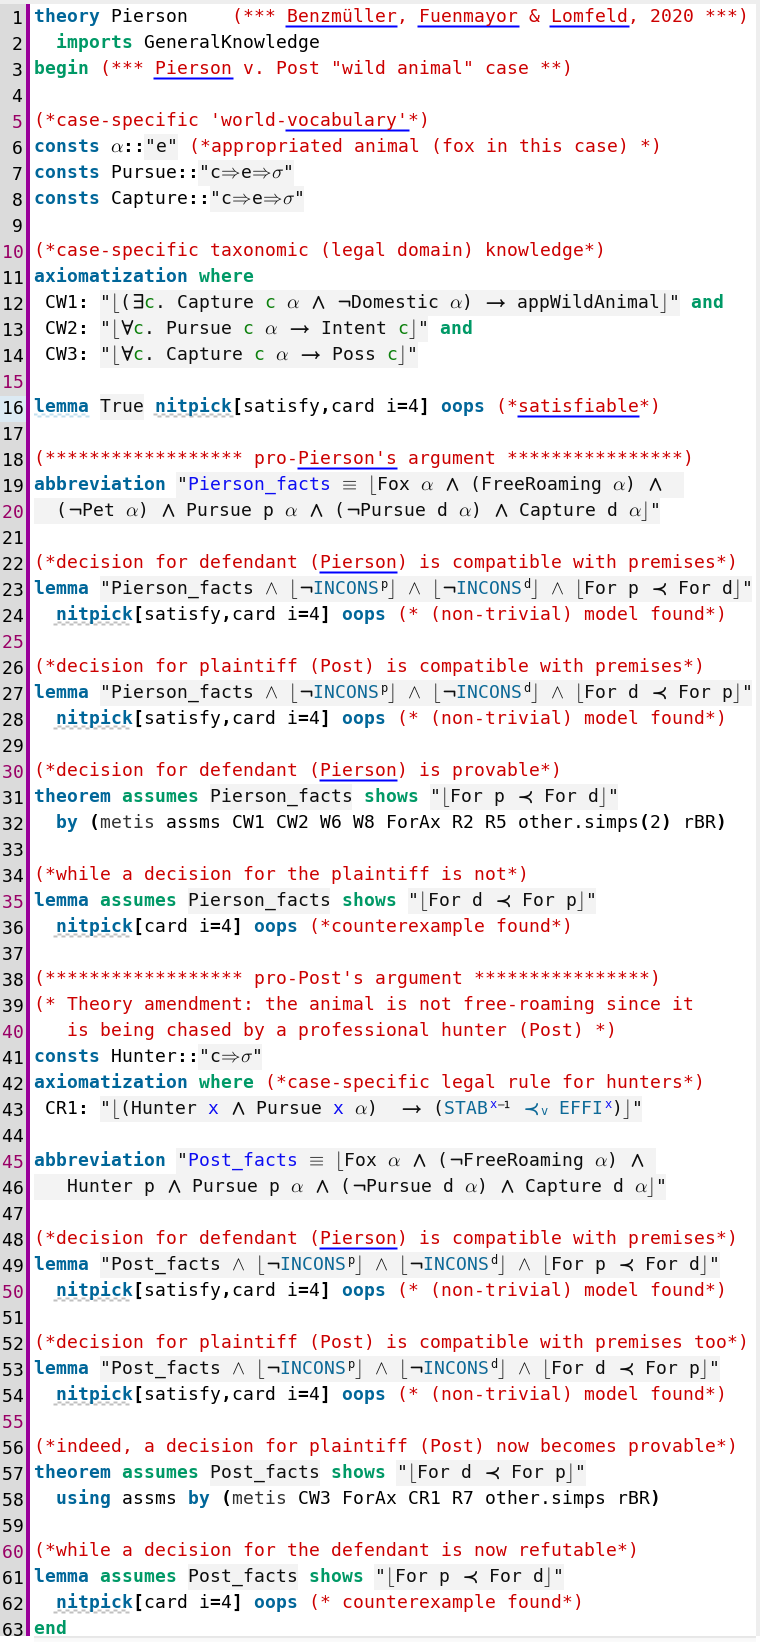 1 theory Pierson    (*** Benzmüller, Fuenmayor & Lomfeld, 2020 ***)
2   imports GeneralKnowledge
3 begin (*** Pierson v. Post "wild animal" case **)
4
5 (*case-specific 'world-vocabulary'*)
6 consts α::"e" (*appropriated animal (fox in this case) *)
7 consts Pursue::"c⇒e⇒σ"
8 consts Capture::"c⇒e⇒σ"
9
10 (*case-specific taxonomic (legal domain) knowledge*)
11 axiomatization where
12  CW1: "⌊(∃c. Capture c α ∧ ¬Domestic α) ⟶ appWildAnimal⌋" and
13  CW2: "⌊∀c. Pursue c α ⟶ Intent c⌋" and
14  CW3: "⌊∀c. Capture c α ⟶ Poss c⌋"
15
16 lemma True nitpick[satisfy,card i=4] oops (*satisfiable*)
17
18 (****************** pro-Pierson's argument ****************)
19 abbreviation "Pierson_facts ≡ ⌊Fox α ∧ (FreeRoaming α) ∧
20   (¬Pet α) ∧ Pursue p α ∧ (¬Pursue d α) ∧ Capture d α⌋"
21
22 (*decision for defendant (Pierson) is compatible with premises*)
23 lemma "Pierson_facts ∧ ⌊¬INCONSᵖ⌋ ∧ ⌊¬INCONSᵈ⌋ ∧ ⌊For p ≺ For d⌋"
24   nitpick[satisfy,card i=4] oops (* (non-trivial) model found*)
25
26 (*decision for plaintiff (Post) is compatible with premises*)
27 lemma "Pierson_facts ∧ ⌊¬INCONSᵖ⌋ ∧ ⌊¬INCONSᵈ⌋ ∧ ⌊For d ≺ For p⌋"
28   nitpick[satisfy,card i=4] oops (* (non-trivial) model found*)
29
30 (*decision for defendant (Pierson) is provable*)
31 theorem assumes Pierson_facts shows "⌊For p ≺ For d⌋"
32   by (metis assms CW1 CW2 W6 W8 ForAx R2 R5 other.simps(2) rBR)
33
34 (*while a decision for the plaintiff is not*)
35 lemma assumes Pierson_facts shows "⌊For d ≺ For p⌋"
36   nitpick[card i=4] oops (*counterexample found*)
37
38 (****************** pro-Post's argument ****************)
39 (* Theory amendment: the animal is not free-roaming since it
40    is being chased by a professional hunter (Post) *)
41 consts Hunter::"c⇒σ"
42 axiomatization where (*case-specific legal rule for hunters*)
43  CR1: "⌊(Hunter x ∧ Pursue x α)  ⟶ (STABˣ⁻¹ ≺ᵥ EFFIˣ)⌋"
44
45 abbreviation "Post_facts ≡ ⌊Fox α ∧ (¬FreeRoaming α) ∧
46    Hunter p ∧ Pursue p α ∧ (¬Pursue d α) ∧ Capture d α⌋"
47
48 (*decision for defendant (Pierson) is compatible with premises*)
49 lemma "Post_facts ∧ ⌊¬INCONSᵖ⌋ ∧ ⌊¬INCONSᵈ⌋ ∧ ⌊For p ≺ For d⌋"
50   nitpick[satisfy,card i=4] oops (* (non-trivial) model found*)
51
52 (*decision for plaintiff (Post) is compatible with premises too*)
53 lemma "Post_facts ∧ ⌊¬INCONSᵖ⌋ ∧ ⌊¬INCONSᵈ⌋ ∧ ⌊For d ≺ For p⌋"
54   nitpick[satisfy,card i=4] oops (* (non-trivial) model found*)
55
56 (*indeed, a decision for plaintiff (Post) now becomes provable*)
57 theorem assumes Post_facts shows "⌊For d ≺ For p⌋"
58   using assms by (metis CW3 ForAx CR1 R7 other.simps rBR)
59
60 (*while a decision for the defendant is now refutable*)
61 lemma assumes Post_facts shows "⌊For p ≺ For d⌋"
62   nitpick[card i=4] oops (* counterexample found*)
63 end